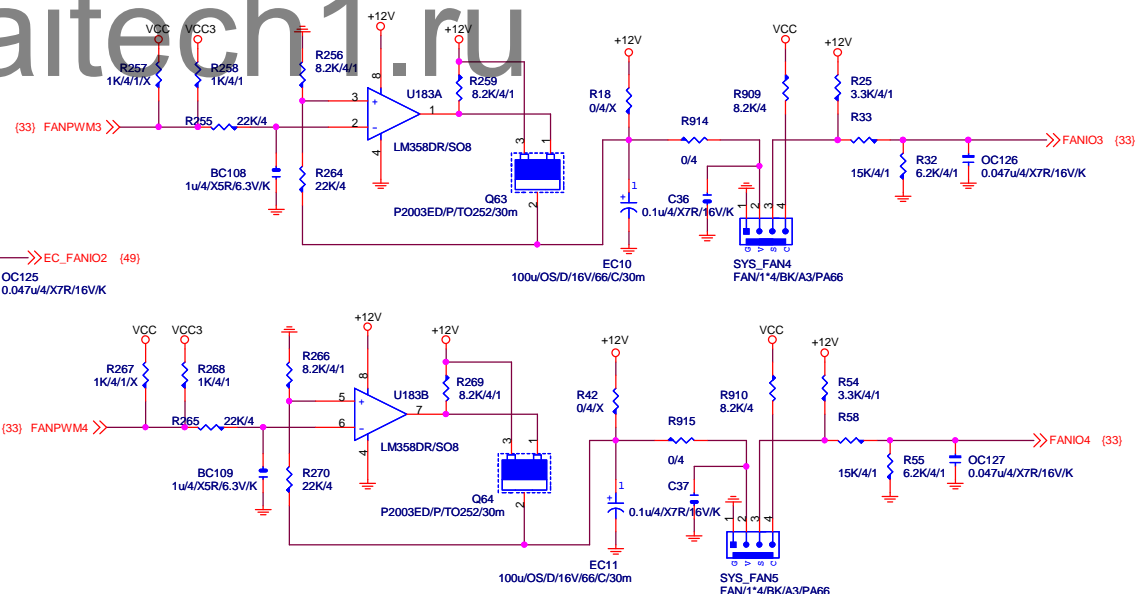 aitech1.ru
VCC
VCC3
+12V
+12V
+12V
VCC
+12V
R257
1K/4/1/X
R258
1K/4/1
R256
8.2K/4/1
8
U183A
R259
8.2K/4/1
R18
0/4/X
R909
8.2K/4
R25
3.3K/4/1
3
+
1
2
-
4
LM358DR/SO8
{33} FANPWM3
R255
22K/4
3
1
R914
0/4
R33
15K/4/1
FANIO3 {33}
BC108
1u/4/X5R/6.3V/K
R264
22K/4
Q63
P2003ED/P/TO252/30m
2
+
1
C36
0.1u/4/X7R/16V/K
R32
6.2K/4/1
OC126
0.047u/4/X7R/16V/K
1
2
3
4
G
V
S
C
EC_FANIO2 {49}
OC125
0.047u/4/X7R/16V/K
EC10
100u/OS/D/16V/66/C/30m
SYS_FAN4
FAN/1*4/BK/A3/PA66
VCC
VCC3
+12V
+12V
+12V
VCC
+12V
R267
1K/4/1/X
R268
1K/4/1
R266
8.2K/4/1
8
U183B
R269
8.2K/4/1
R42
0/4/X
R910
8.2K/4
R54
3.3K/4/1
5
+
7
6
-
4
LM358DR/SO8
{33} FANPWM4
R265
22K/4
3
1
R915
0/4
R58
15K/4/1
FANIO4 {33}
BC109
1u/4/X5R/6.3V/K
R270
22K/4
Q64
P2003ED/P/TO252/30m
2
+
1
C37
0.1u/4/X7R/16V/K
R55
6.2K/4/1
OC127
0.047u/4/X7R/16V/K
1
2
3
4
G
V
S
C
EC11
100u/OS/D/16V/66/C/30m
SYS_FAN5
FAN/1*4/BK/A3/PA66